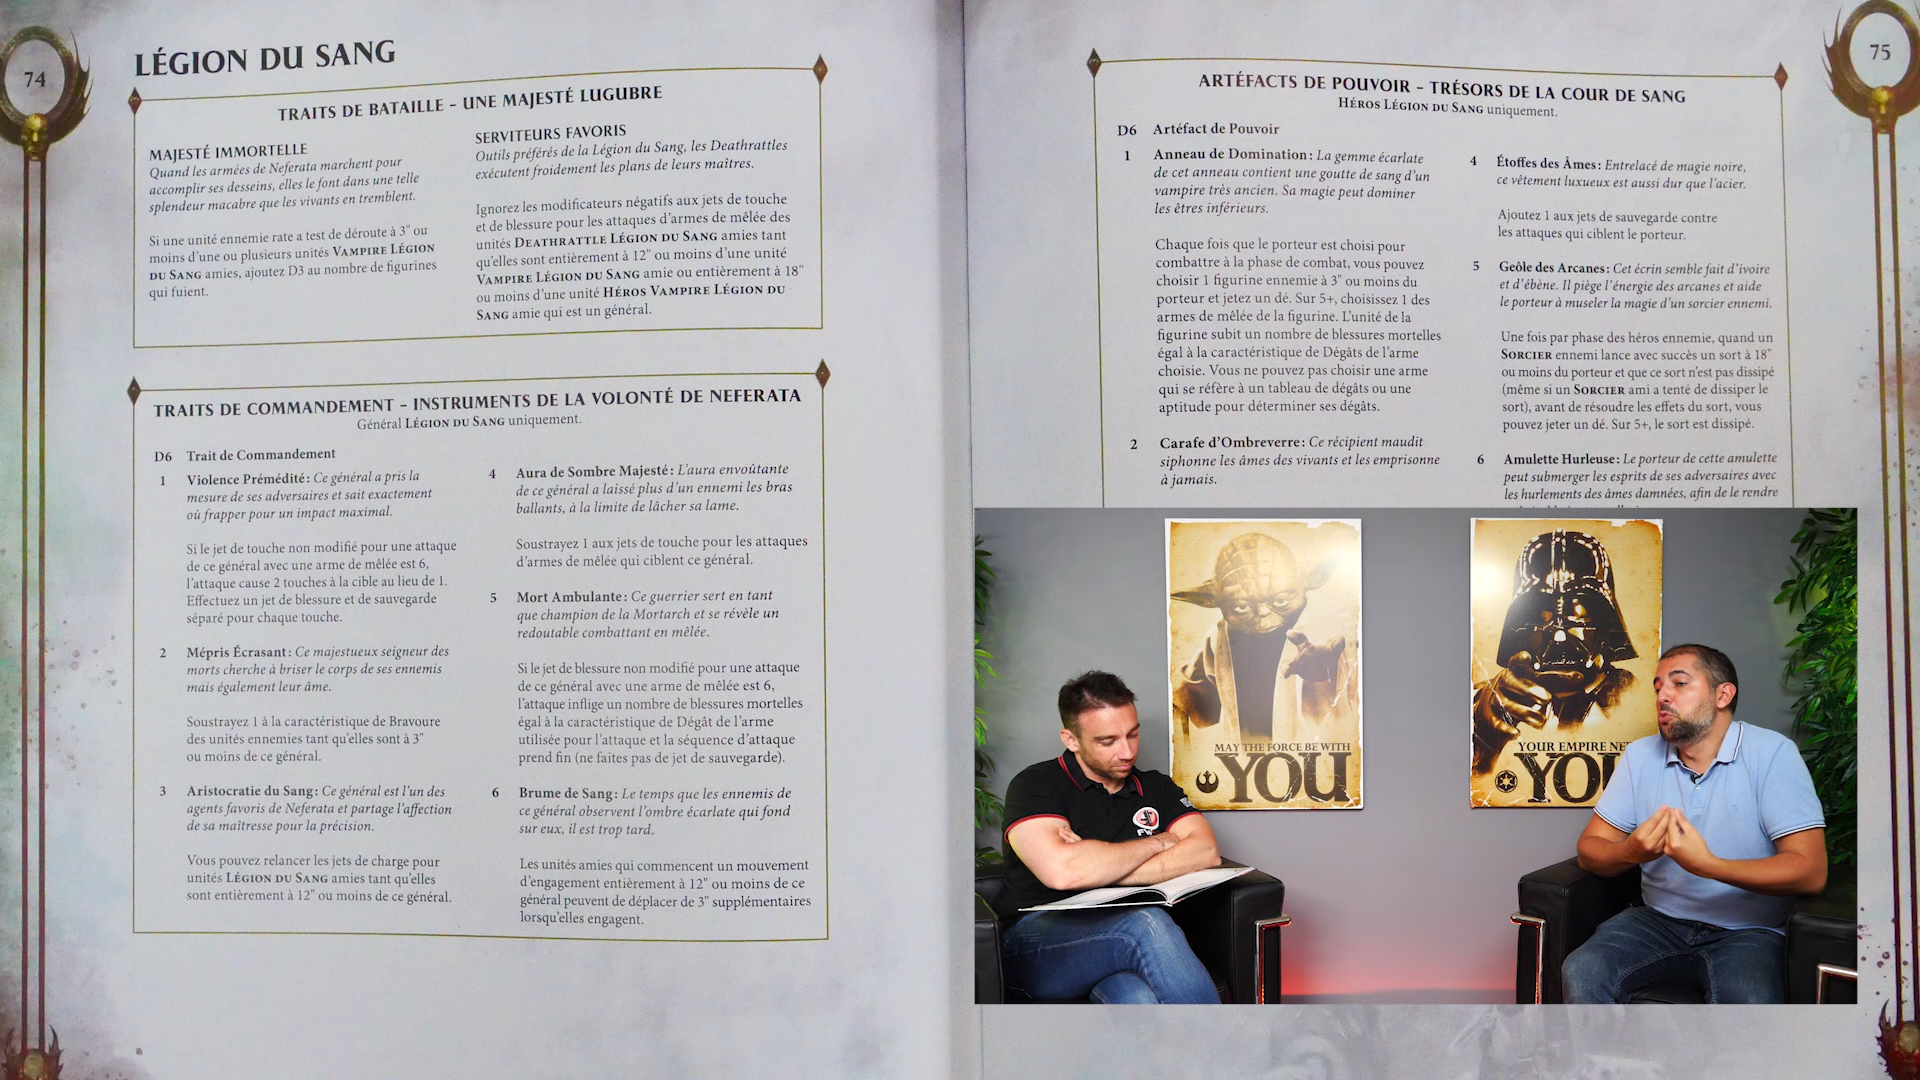 74
LÉGION DU SANG
TRAITS DE BATAILLE – UNE MAJESTÉ LUGUBRE
MAJESTÉ IMMORTELLE
Quand les armées de Neferata marchent pour
accomplir ses desseins, elles le font dans une telle
splendeur macabre que les vivants en tremblent.
Si une unité ennemie rate a test de déroute à 3" ou
moins d'une ou plusieurs unités VAMPIRE LÉGION
DU SANG amies, ajoutez D3 au nombre de figurines
qui fuient.
SERVITEURS FAVORIS
Outils préférés de la Légion du Sang, les Deathrattles
exécutent froidement les plans de leurs maîtres.
Ignorez les modificateurs négatifs aux jets de touche
et de blessure pour les attaques d'armes de mêlée des
unités DEATHRATTLE LÉGION DU SANG amies tant
qu'elles sont entièrement à 12" ou moins d'une unité
VAMPIRE LÉGION DU SANG amie ou entièrement à 18"
ou moins d'une unité HÉROS VAMPIRE LÉGION DU
SANG amie qui est un général.
TRAITS DE COMMANDEMENT – INSTRUMENTS DE LA VOLONTÉ DE NEFERATA
Général LÉGION DU SANG uniquement.
D6 Trait de Commandement
1 Violence Prémédité: Ce général a pris la
mesure de ses adversaires et sait exactement
où frapper pour un impact maximal.
Si le jet de touche non modifié pour une attaque
de ce général avec une arme de mêlée est 6,
l'attaque cause 2 touches à la cible au lieu de 1.
Effectuez un jet de blessure et de sauvegarde
séparé pour chaque touche.
2 Mépris Écrasant: Ce majestueux seigneur des
morts cherche à briser le corps de ses ennemis
mais également leur âme.
Soustrayez 1 à la caractéristique de Bravoure
des unités ennemies tant qu'elles sont à 3"
ou moins de ce général.
3 Aristocratie du Sang: Ce général est l'un des
agents favoris de Neferata et partage l'affection
de sa maîtresse pour la précision.
Vous pouvez relancer les jets de charge pour
unités LÉGION DU SANG amies tant qu'elles
sont entièrement à 12" ou moins de ce général.
4 Aura de Sombre Majesté: L'aura envoûtante
de ce général a laissé plus d'un ennemi les bras
ballants, à la limite de lâcher sa lame.
Soustrayez 1 aux jets de touche pour les attaques
d'armes de mêlée qui ciblent ce général.
5 Mort Ambulante: Ce guerrier sert en tant
que champion de la Mortarch et se révèle un
redoutable combattant en mêlée.
Si le jet de blessure non modifié pour une attaque
de ce général avec une arme de mêlée est 6,
l'attaque inflige un nombre de blessures mortelles
égal à la caractéristique de Dégât de l'arme
utilisée pour l'attaque et la séquence d'attaque
prend fin (ne faites pas de jet de sauvegarde).
6 Brume de Sang: Le temps que les ennemis de
ce général observent l'ombre écarlate qui fond
sur eux, il est trop tard.
Les unités amies qui commencent un mouvement
d'engagement entièrement à 12" ou moins de ce
général peuvent de déplacer de 3" supplémentaires
lorsqu'elles engagent.
75
ARTÉFACTS DE POUVOIR – TRÉSORS DE LA COUR DE SANG
HÉROS LÉGION DU SANG uniquement.
D6 Artéfact de Pouvoir
1 Anneau de Domination: La gemme écarlate
de cet anneau contient une goutte de sang d'un
vampire très ancien. Sa magie peut dominer
les êtres inférieurs.
Chaque fois que le porteur est choisi pour
combattre à la phase de combat, vous pouvez
choisir 1 figurine ennemie à 3" ou moins du
porteur et jetez un dé. Sur 5+, choisissez 1 des
armes de mêlée de la figurine. L'unité de la
figurine subit un nombre de blessures mortelles
égal à la caractéristique de Dégâts de l'arme
choisie. Vous ne pouvez pas choisir une arme
qui se réfère à un tableau de dégâts ou une
aptitude pour déterminer ses dégâts.
2 Carafe d'Ombreverre: Ce récipient maudit
siphonne les âmes des vivants et les emprisonne
à jamais.
4 Étoffes des Âmes: Entrelacé de magie noire,
ce vêtement luxueux est aussi dur que l'acier.
Ajoutez 1 aux jets de sauvegarde contre
les attaques qui ciblent le porteur.
5 Geôle des Arcanes: Cet écrin semble fait d'ivoire
et d'ébène. Il piège l'énergie des arcanes et aide
le porteur à museler la magie d'un sorcier ennemi.
Une fois par phase des héros ennemie, quand un
SORCIER ennemi lance avec succès un sort à 18"
ou moins du porteur et que ce sort n'est pas dissipé
(même si un SORCIER ami a tenté de dissiper le
sort), avant de résoudre les effets du sort, vous
pouvez jeter un dé. Sur 5+, le sort est dissipé.
6 Amulette Hurleuse: Le porteur de cette amulette
peut submerger les esprits de ses adversaires avec
les hurlements des âmes damnées, afin de le rendre
MAY THE FORCE BE WITH
YOU
YOUR EMPIRE NE
YOU